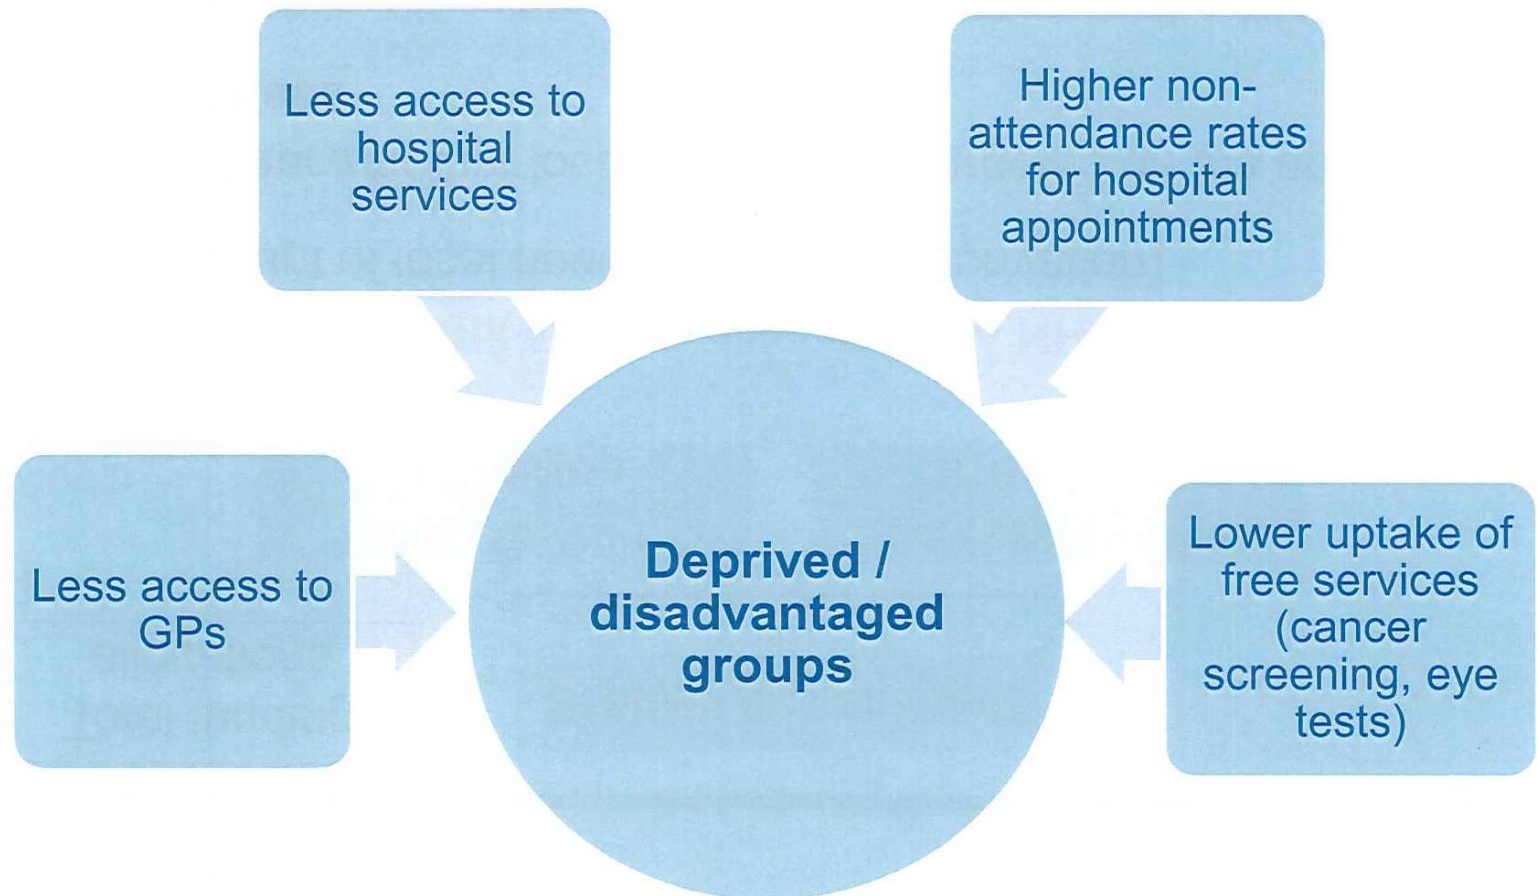 Less access to
hospital
services
Higher non-
attendance rates
for hospital
appointments
Less access to
GPs
Deprived /
disadvantaged
groups
Lower uptake of
free services
(cancer
screening, eye
tests)